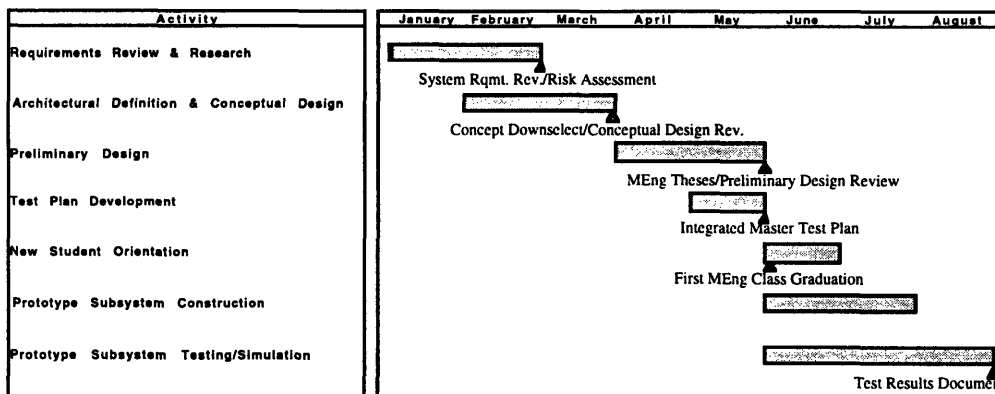 Activity January February March April May June July August
Requirements Review & Research
System Rqmt. Rev./Risk Assessment
Architectural Definition & Conceptual Design
Concept Downselect/Conceptual Design Rev.
Preliminary Design
MEng Theses/Preliminary Design Review
Test Plan Development
Integrated Master Test Plan
New Student Orientation
First MEng Class Graduation
Prototype Subsystem Construction
Prototype Subsystem Testing/Simulation
Test Results Documen